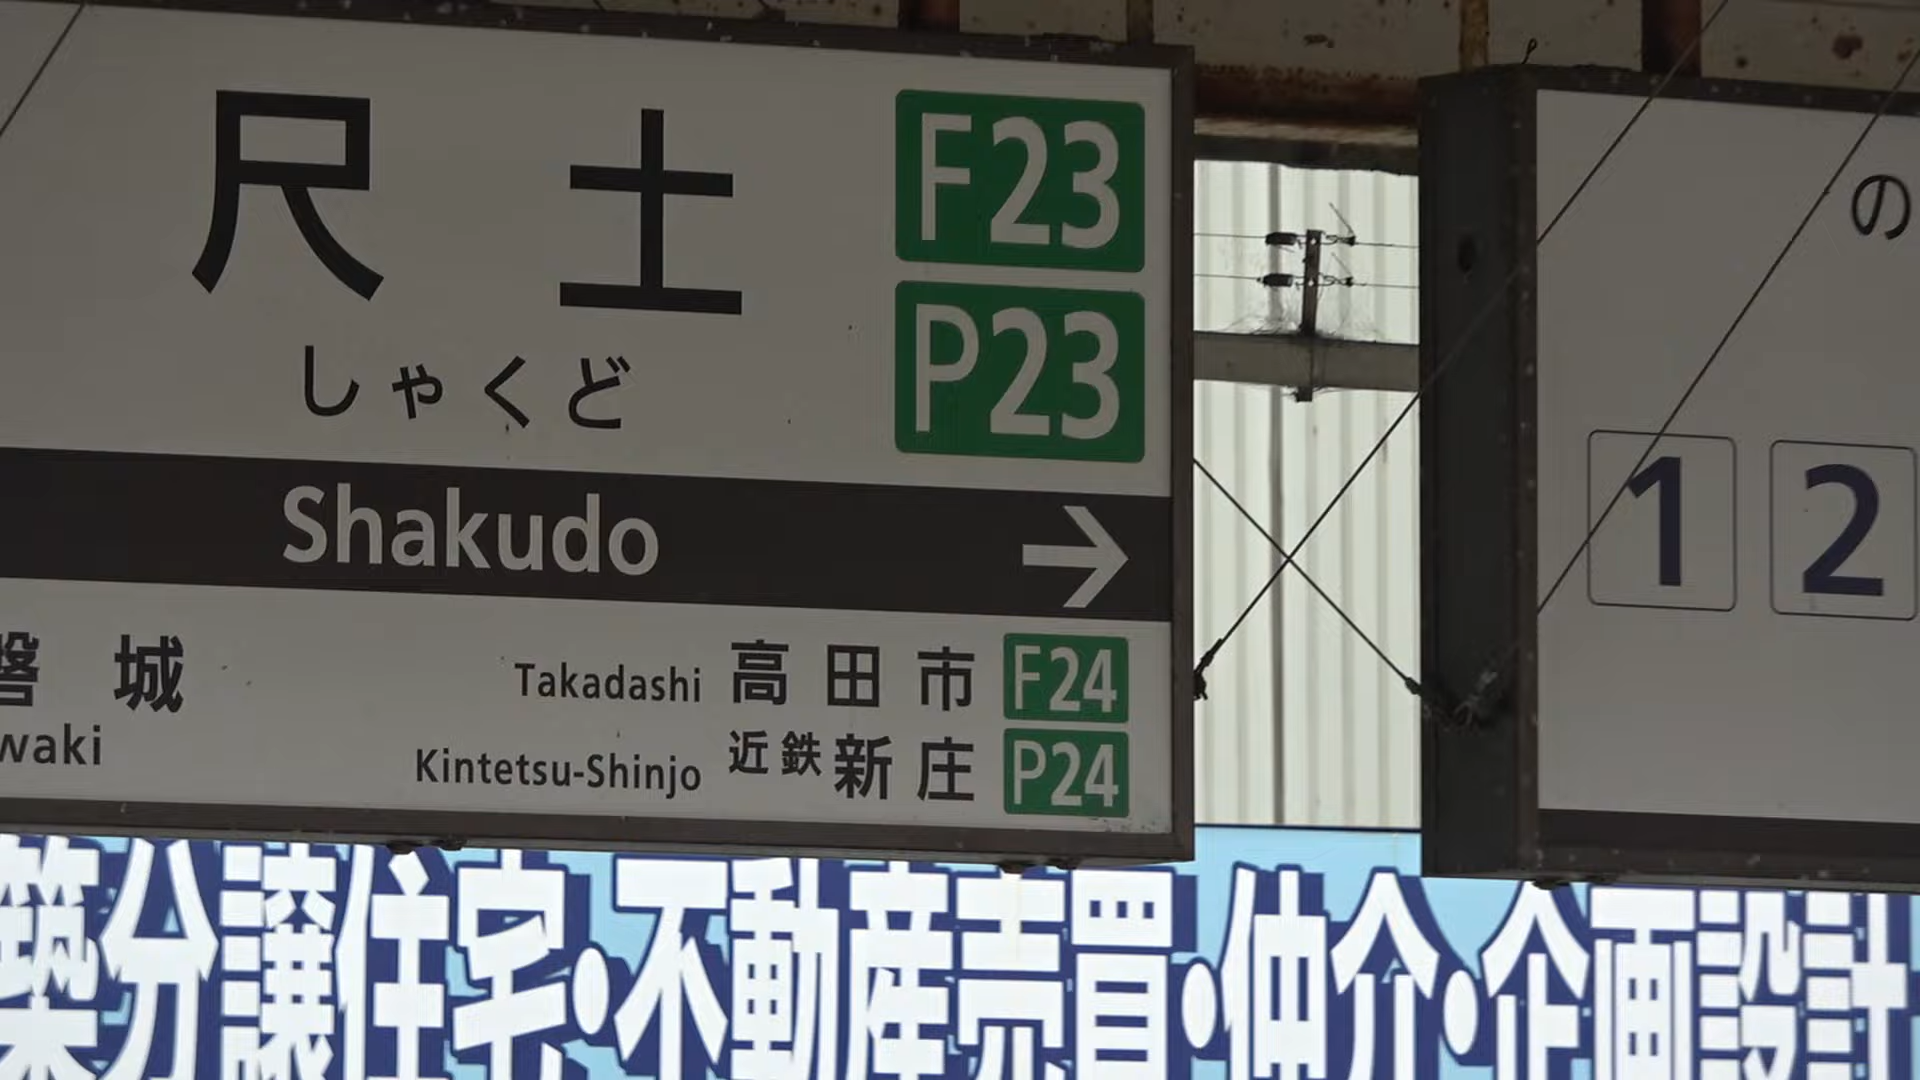 尺土
F23
P23
しゃくど
Shakudo →
磐城
waki
Takadashi 高田市 F24
Kintetsu-Shinjo 近鉄新庄 P24
の
1 2
築分譲住宅・不動産売買・仲介・企画設計